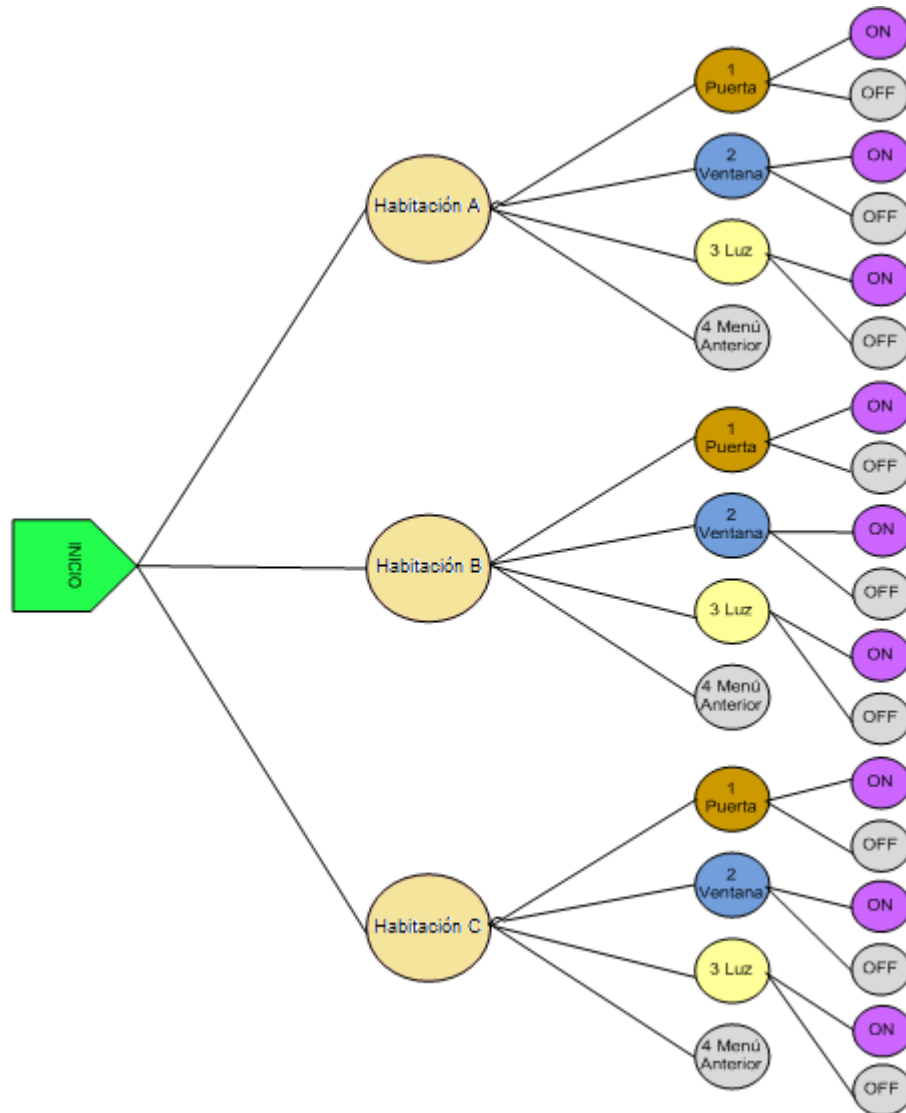 INICIO
Habitación A
1
Puerta
ON
OFF
2
Ventana
ON
OFF
3 Luz
ON
OFF
4 Menú
Anterior
Habitación B
1
Puerta
ON
OFF
2
Ventana
ON
OFF
3 Luz
ON
OFF
4 Menú
Anterior
Habitación C
1
Puerta
ON
OFF
2
Ventana
ON
OFF
3 Luz
ON
OFF
4 Menú
Anterior